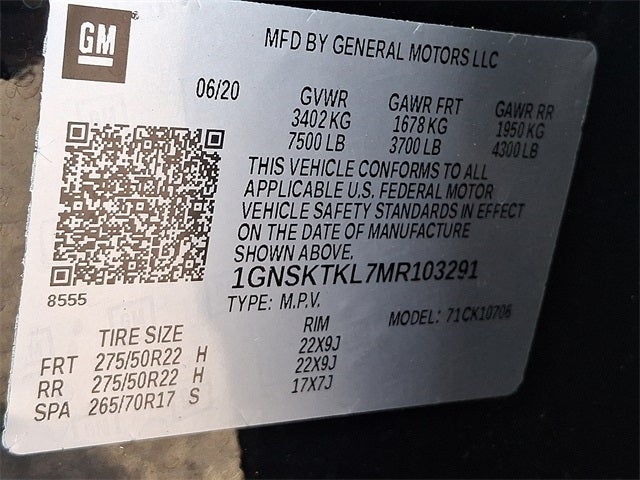 GM
MFD BY GENERAL MOTORS LLC
06/20 GVWR GAWR FRT GAWR RR
3402 KG 1678 KG 1950 KG
7500 LB 3700 LB 4300 LB
THIS VEHICLE CONFORMS TO ALL
APPLICABLE U.S. FEDERAL MOTOR
VEHICLE SAFETY STANDARDS IN EFFECT
ON THE DATE OF MANUFACTURE
SHOWN ABOVE.
1GNSKTKL7MR103291
8555
TYPE: M.P.V. MODEL: 71CK10706
TIRE SIZE RIM
FRT 275/50R22 H 22X9J
RR 275/50R22 H 22X9J
SPA 265/70R17 S 17X7J